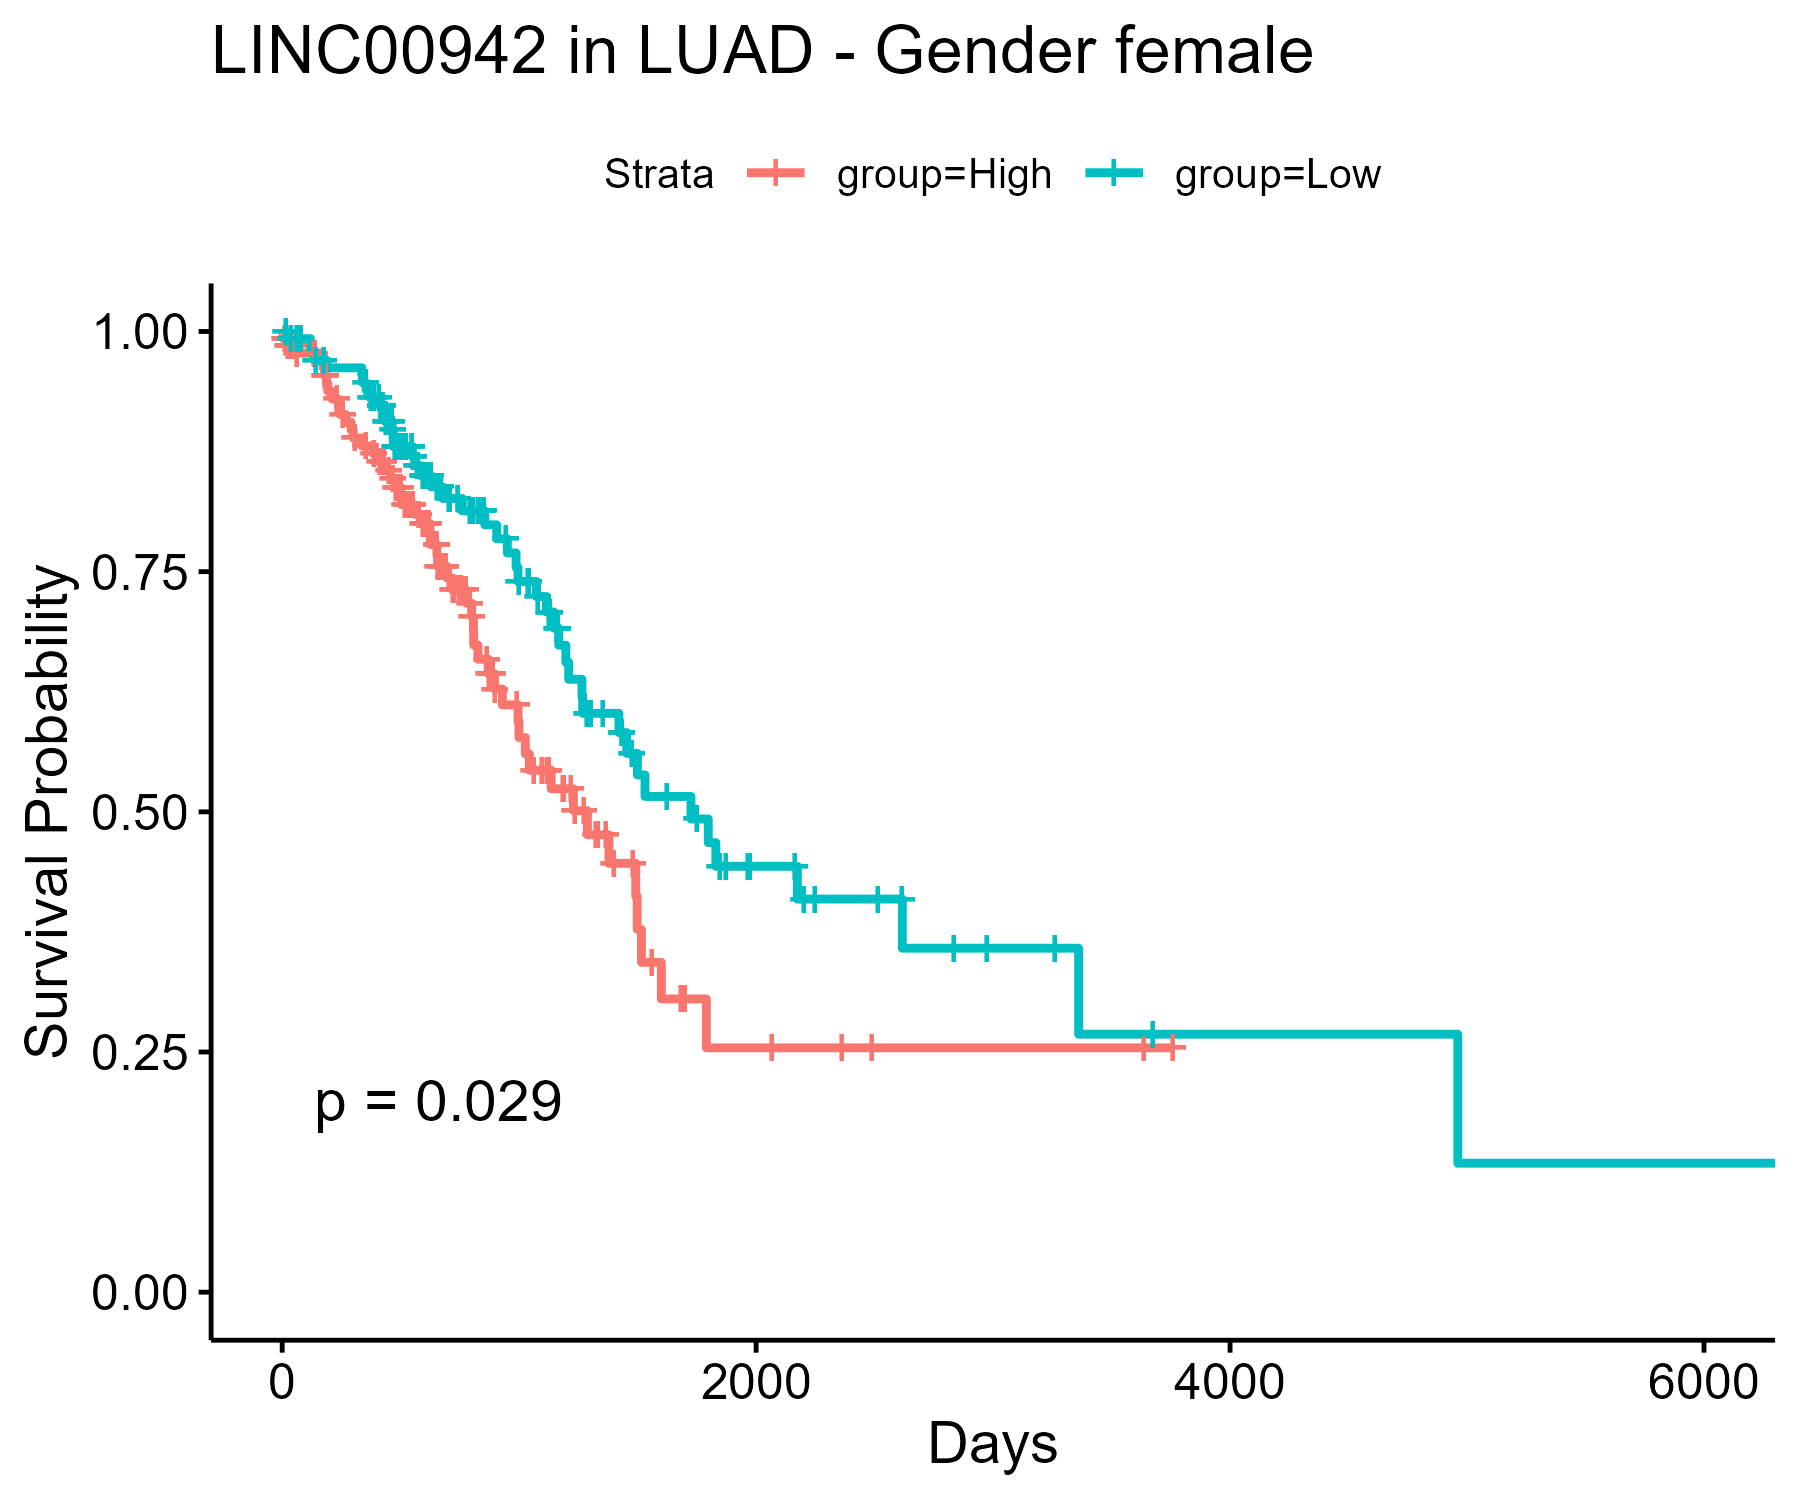 LINC00942 in LUAD - Gender female
Strata group=High group=Low
Survival Probability
1.00
0.75
0.50
0.25
0.00
p = 0.029
0 2000 4000 6000
Days